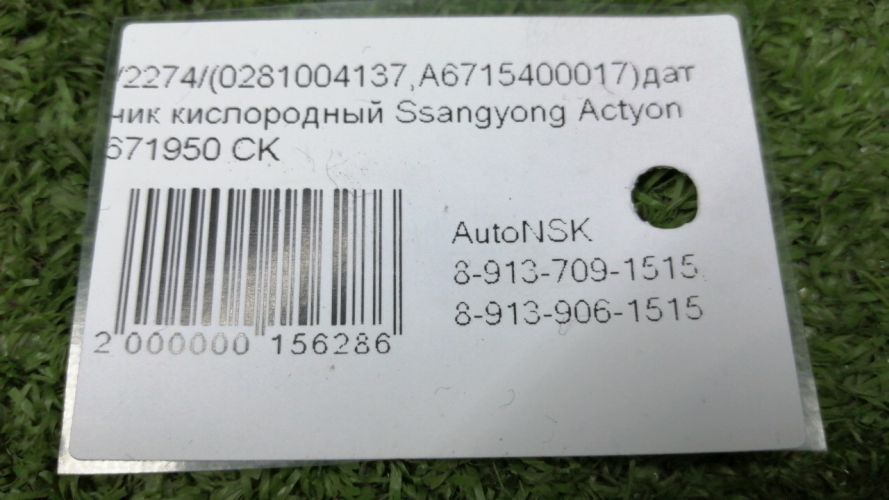 /2274/(0281004137,A6715400017)дат
чик кислородный Ssangyong Actyon
671950 СК
AutoNSK
8-913-709-1515
8-913-906-1515
2 000000 156286